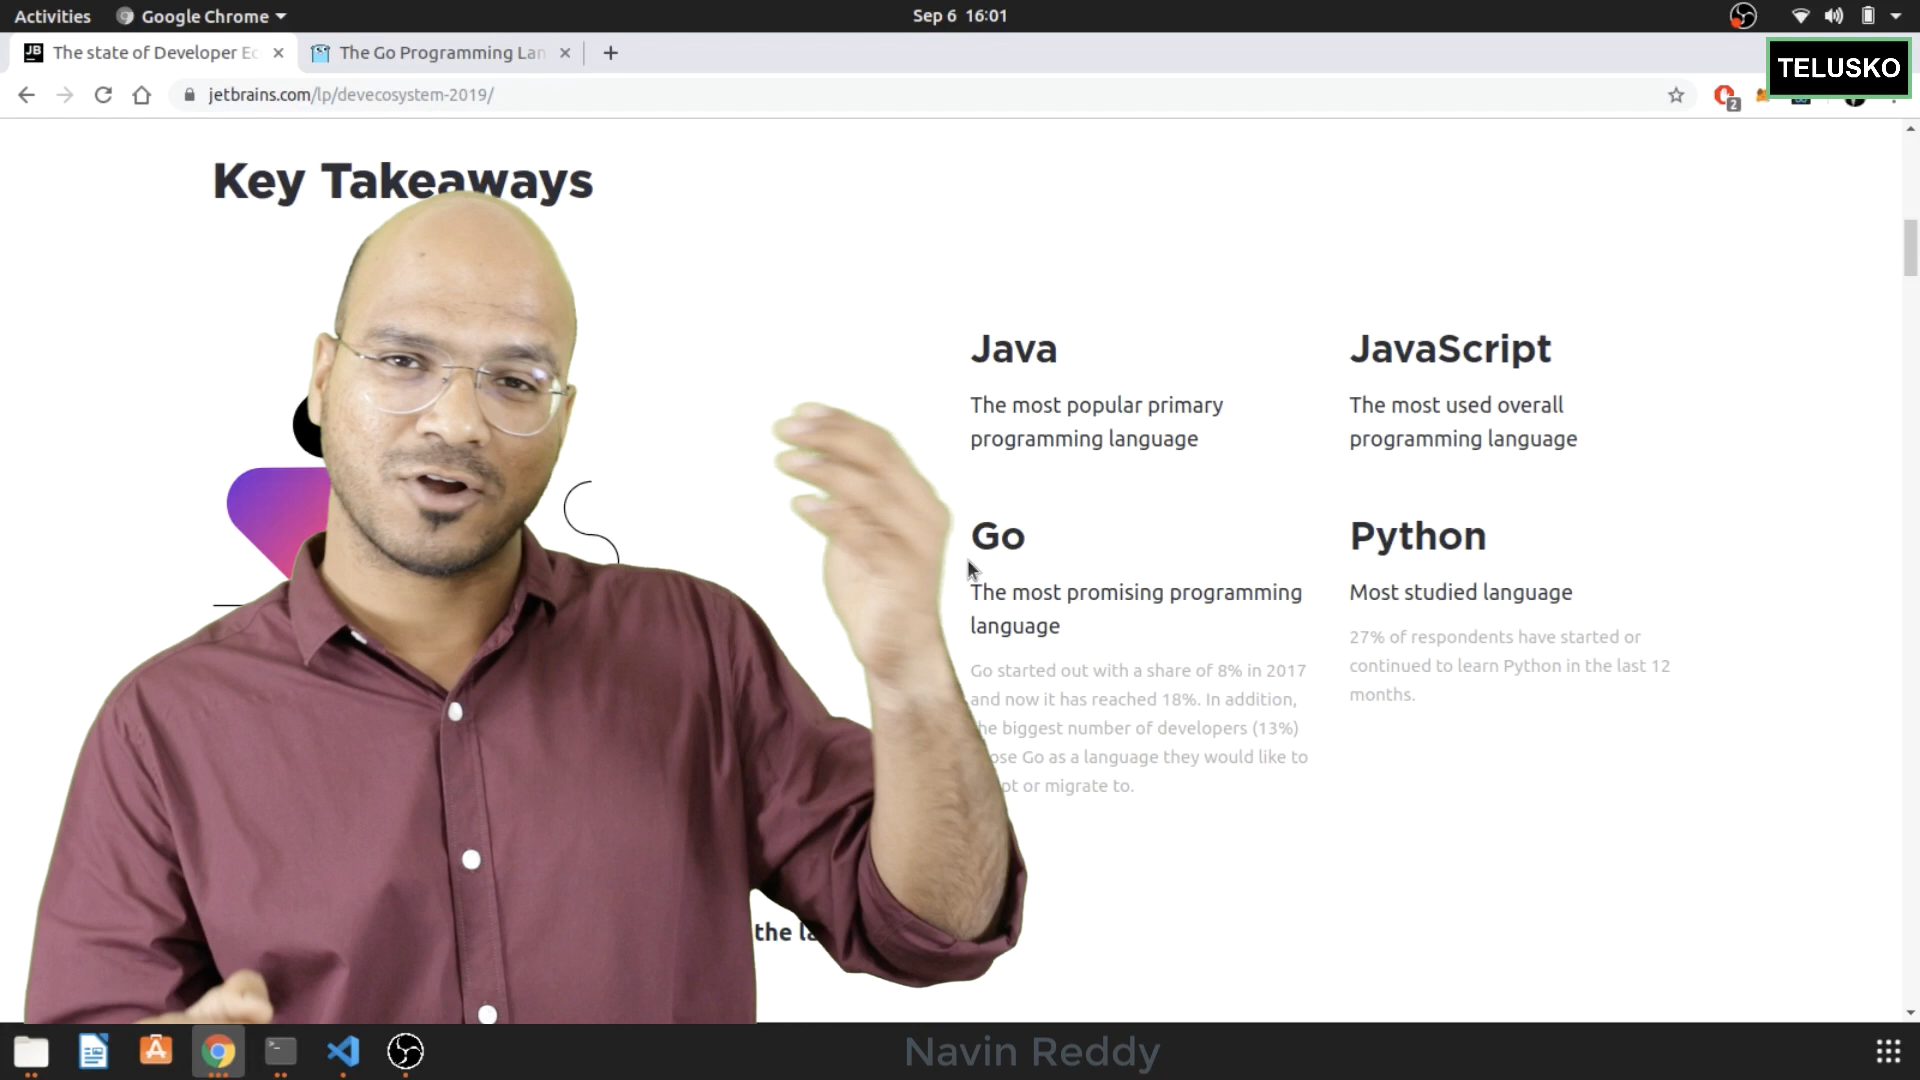 Activities
Google Chrome
Sep 6 16:01
JB
The state of Developer Ec
The Go Programming Lan
TELUSKO
jetbrains.com/lp/devecosystem-2019/
2
Key Takeaways
Java
The most popular primary
programming language
JavaScript
The most used overall
programming language
Go
The most promising programming
language
Go started out with a share of 8% in 2017
and now it has reached 18%. In addition,
biggest number of developers (13%)
Go as a language they would like to
or migrate to.
Python
Most studied language
27% of respondents have started or
continued to learn Python in the last 12
months.
the
Navin Reddy